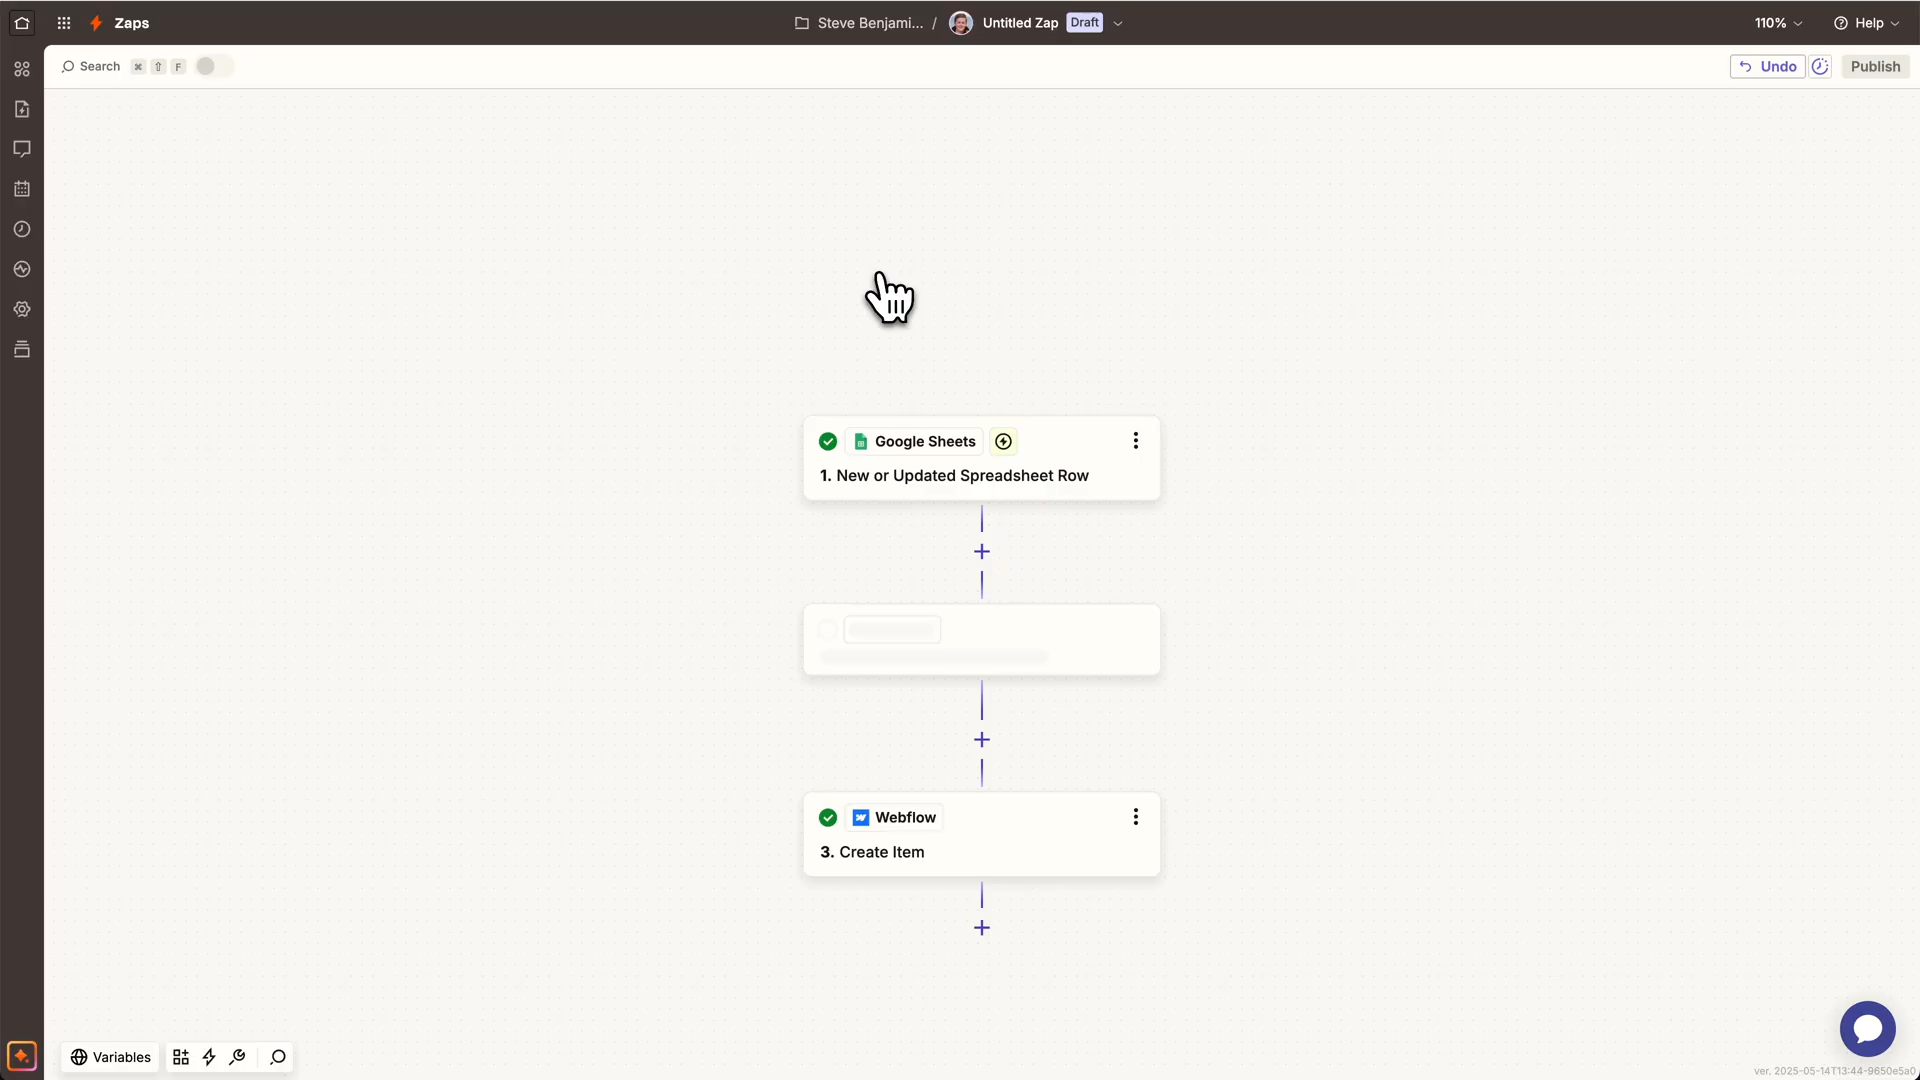 Zaps
Steve Benjami... / Untitled Zap Draft
110%
Help
Search ⌘ ⇧ F
Undo
Publish
Google Sheets
1. New or Updated Spreadsheet Row
Webflow
3. Create Item
Variables
ver. 2025-05-14T13:44-9650e5a0